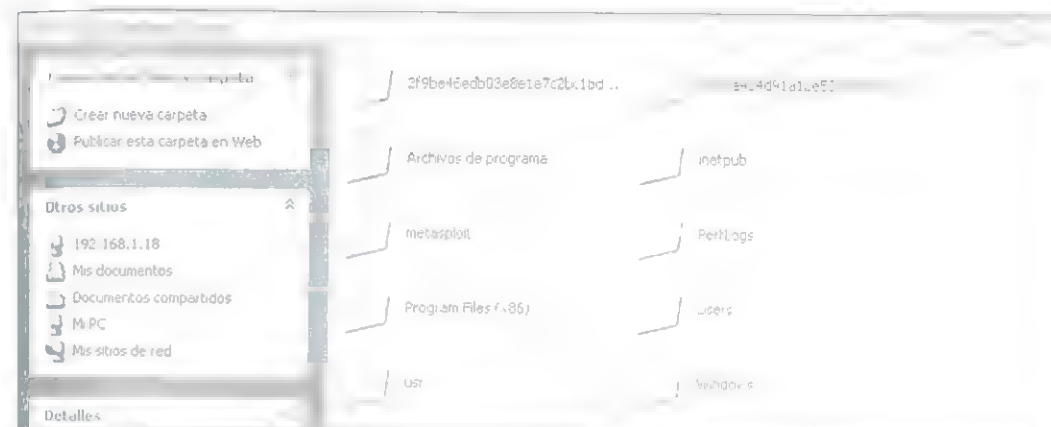 carpeta
Crear nueva carpeta
Publicar esta carpeta en Web
Otros sitios
192.168.1.18
Mis documentos
Documentos compartidos
Mi PC
Mis sitios de red
Detalles
Archivos de programa
inetpub
metasploit
PerfLogs
Program Files (x86)
Users
usr
Windows